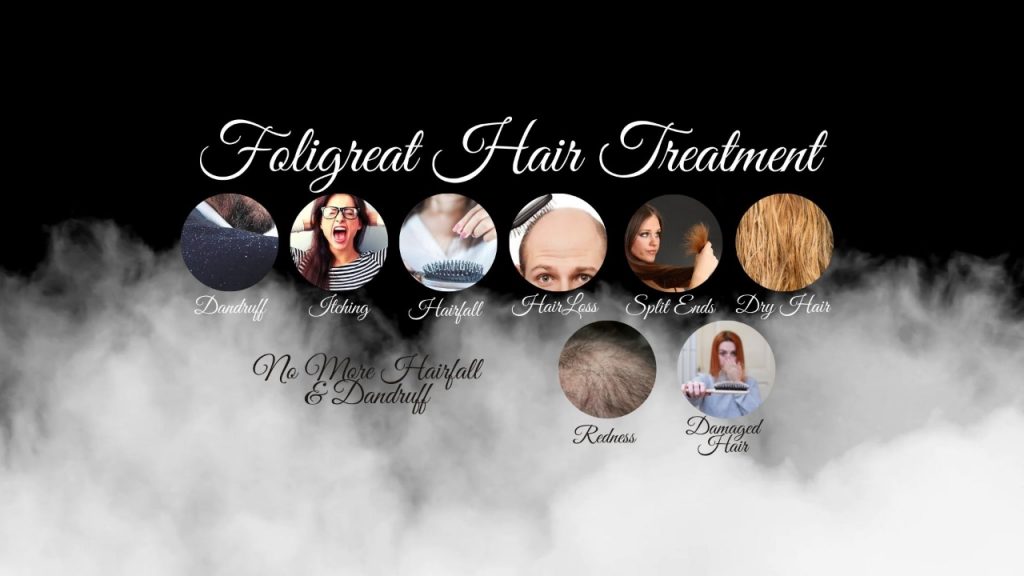 Foligreat Hair Treatment
Dandruff
Itching
Hairfall
HairLoss
Split Ends
Dry Hair
No More Hairfall
& Dandruff
Redness
Damaged
Hair